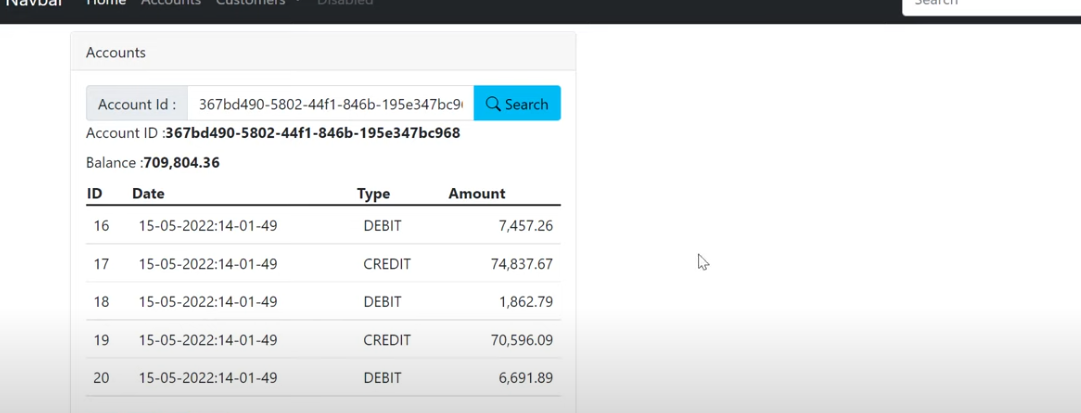 Navbar Home Accounts Customers Disabled Search
Accounts
Account Id : 367bd490-5802-44f1-846b-195e347bc9 Search
Account ID :367bd490-5802-44f1-846b-195e347bc968
Balance :709,804.36
ID Date Type Amount
16 15-05-2022:14-01-49 DEBIT 7,457.26
17 15-05-2022:14-01-49 CREDIT 74,837.67
18 15-05-2022:14-01-49 DEBIT 1,862.79
19 15-05-2022:14-01-49 CREDIT 70,596.09
20 15-05-2022:14-01-49 DEBIT 6,691.89